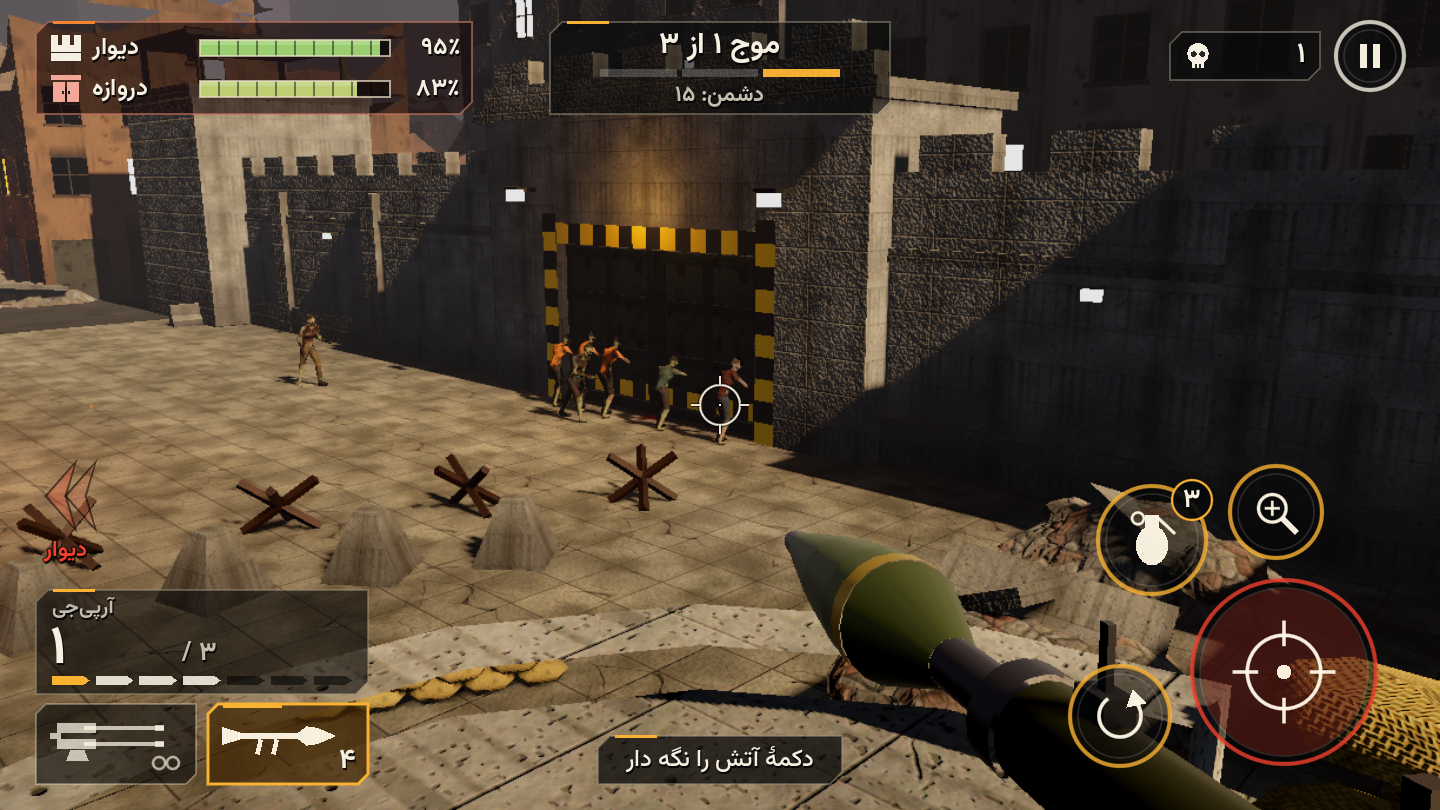 دیوار ۹۵٪
دروازه ۸۳٪
موج ۱ از ۳
دشمن: ۱۵
۱
۳
دیوار
آرپی‌جی
۱ / ۳
∞
۴
دکمهٔ آتش را نگه دار